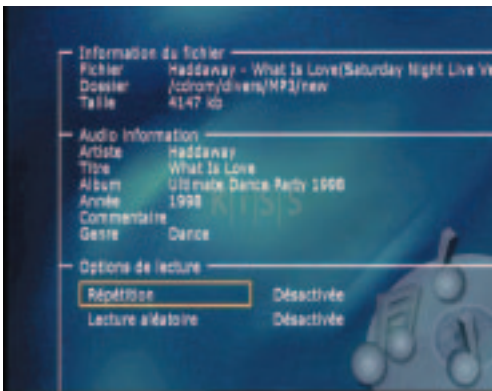 Information du fichier
Fichier Haddaway - What Is Love(Saturday Night Live Ve
Dossier /cdrom/divers/MP3/new
Taille 4147 kb
Audio Information
Artiste Haddaway
Titre What Is Love
Album Ultimate Dance Party 1998
Année 1998
KiSS
Commentaire
Genre Dance
Options de lecture
Répétition Désactivée
Lecture aléatoire Désactivée